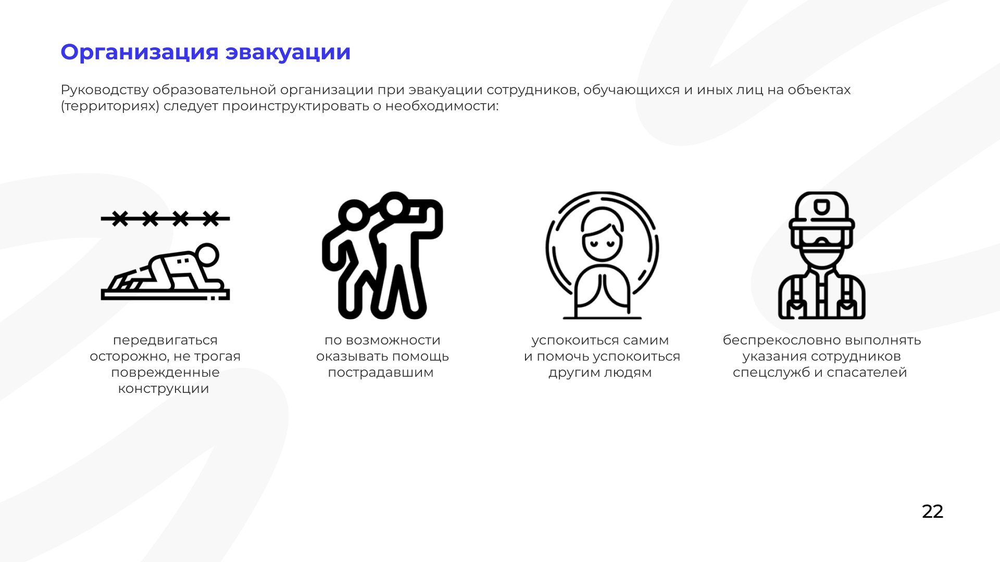 Организация эвакуации
Руководству образовательной организации при эвакуации сотрудников, обучающихся и иных лиц на объектах
(территориях) следует проинструктировать о необходимости:
передвигаться
осторожно, не трогая
поврежденные
конструкции
по возможности
оказывать помощь
пострадавшим
успокоиться самим
и помочь успокоиться
другим людям
беспрекословно выполнять
указания сотрудников
спецслужб и спасателей
22